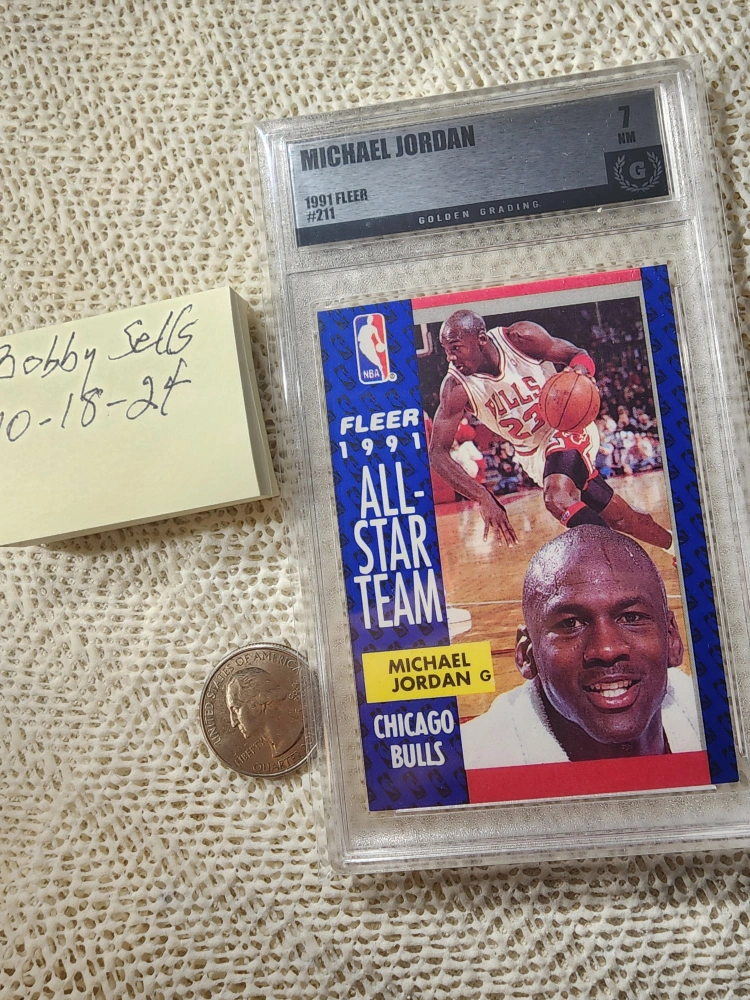 MICHAEL JORDAN
7
NM
1991 FLEER
#211
G
GOLDEN GRADING
Bobby Sells
10-18-24
NBA
FLEER
1991
ALL-
STAR
TEAM
BULLS
23
MICHAEL
JORDAN G
CHICAGO
BULLS
UNITED STATES OF AMERICA
LIBERTY